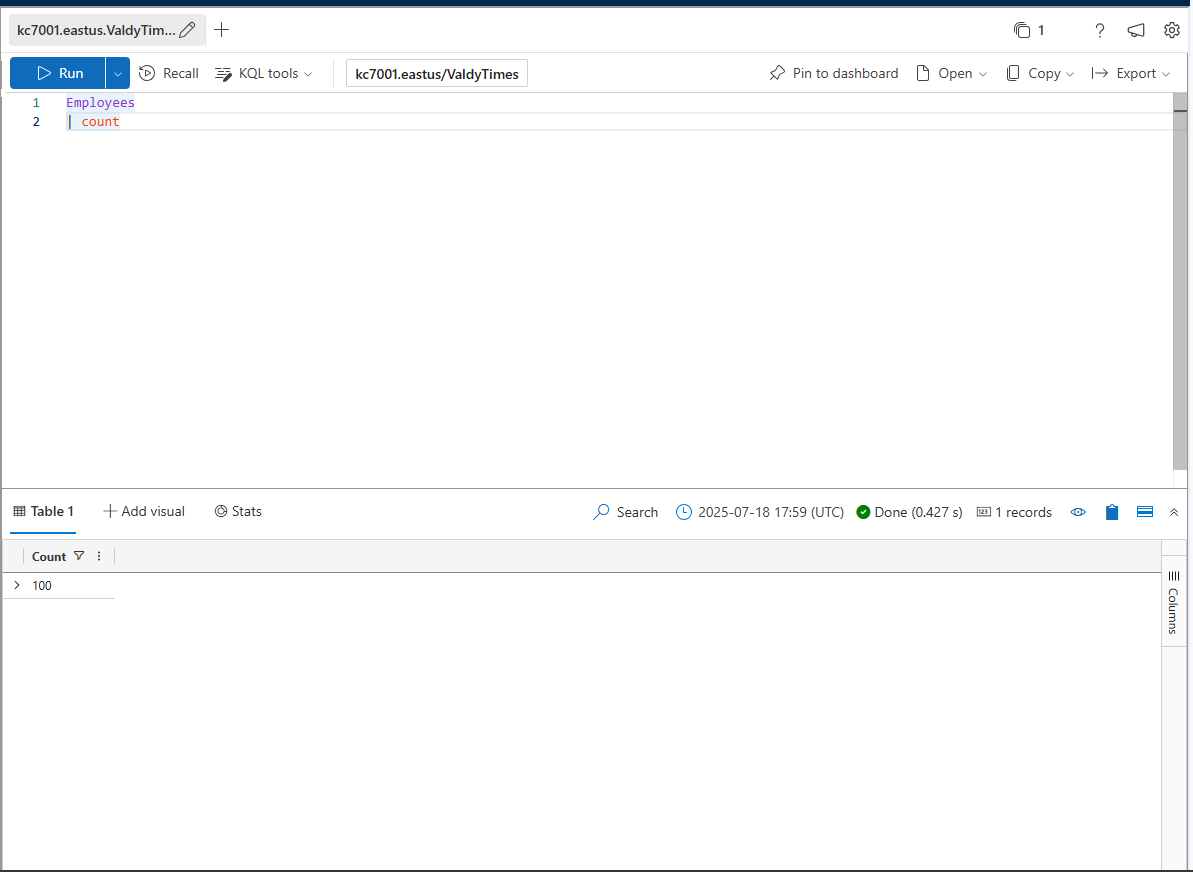 kc7001.eastus.ValdyTim...
1
?
Run
Recall
KQL tools
kc7001.eastus/ValdyTimes
Pin to dashboard
Open
Copy
Export
1 Employees
2 | count
Table 1
Add visual
Stats
Search
2025-07-18 17:59 (UTC)
Done (0.427 s)
123 1 records
Count
100
Columns